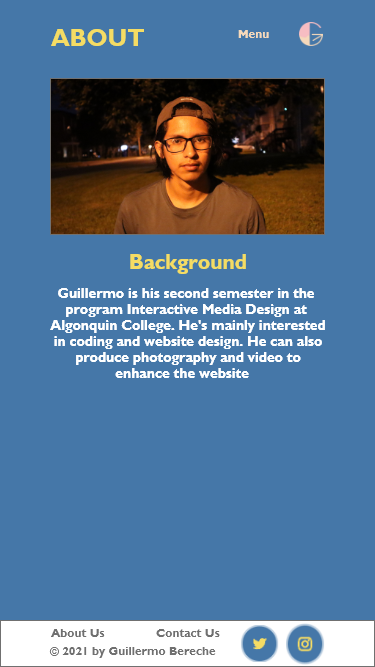 ABOUT
Menu
G
Background
Guillermo is his second semester in the
program Interactive Media Design at
Algonquin College. He's mainly interested
in coding and website design. He can also
produce photography and video to
enhance the website
About Us
Contact Us
© 2021 by Guillermo Bereche